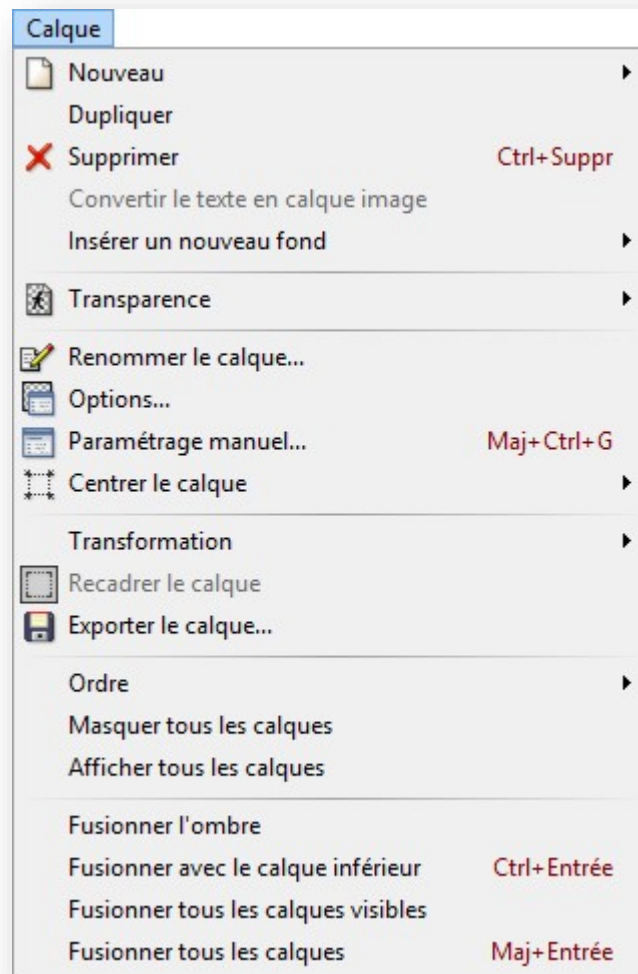 Calque
Nouveau
Dupliquer
Supprimer Ctrl+Suppr
Convertir le texte en calque image
Insérer un nouveau fond
Transparence
Renommer le calque...
Options...
Paramétrage manuel... Maj+Ctrl+G
Centrer le calque
Transformation
Recadrer le calque
Exporter le calque...
Ordre
Masquer tous les calques
Afficher tous les calques
Fusionner l'ombre
Fusionner avec le calque inférieur Ctrl+Entrée
Fusionner tous les calques visibles
Fusionner tous les calques Maj+Entrée